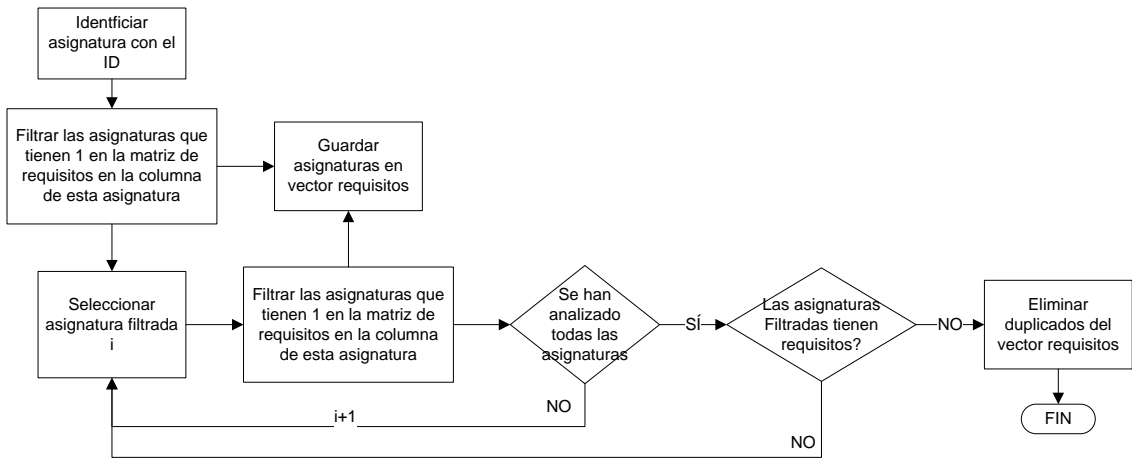 Identficiar
asignatura con el
ID
Filtrar las asignaturas que
tienen 1 en la matriz de
requisitos en la columna
de esta asignatura
Guardar
asignaturas en
vector requisitos
Seleccionar
asignatura filtrada
i
Filtrar las asignaturas que
tienen 1 en la matriz de
requisitos en la columna
de esta asignatura
Se han
analizado
todas las
asignaturas
SÍ
Las asignaturas
Filtradas tienen
requisitos?
NO
Eliminar
duplicados del
vector requisitos
NO
i+1
NO
FIN